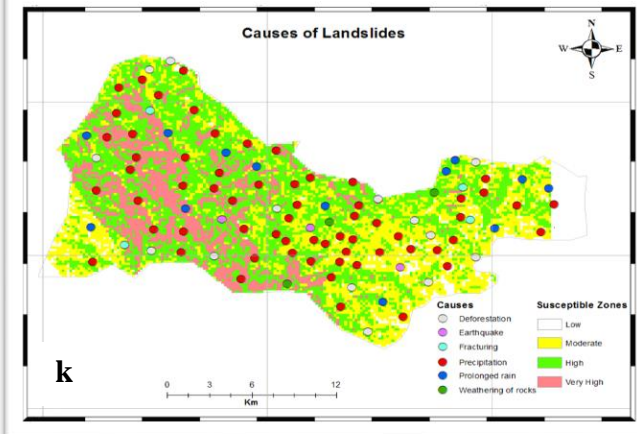 Causes of Landslides
N
W E
S
Causes
Deforestation
Earthquake
Fracturing
Precipitation
Prolonged rain
Weathering of rocks
Susceptible Zones
Low
Moderate
High
Very High
k
0 3 6 12
Km